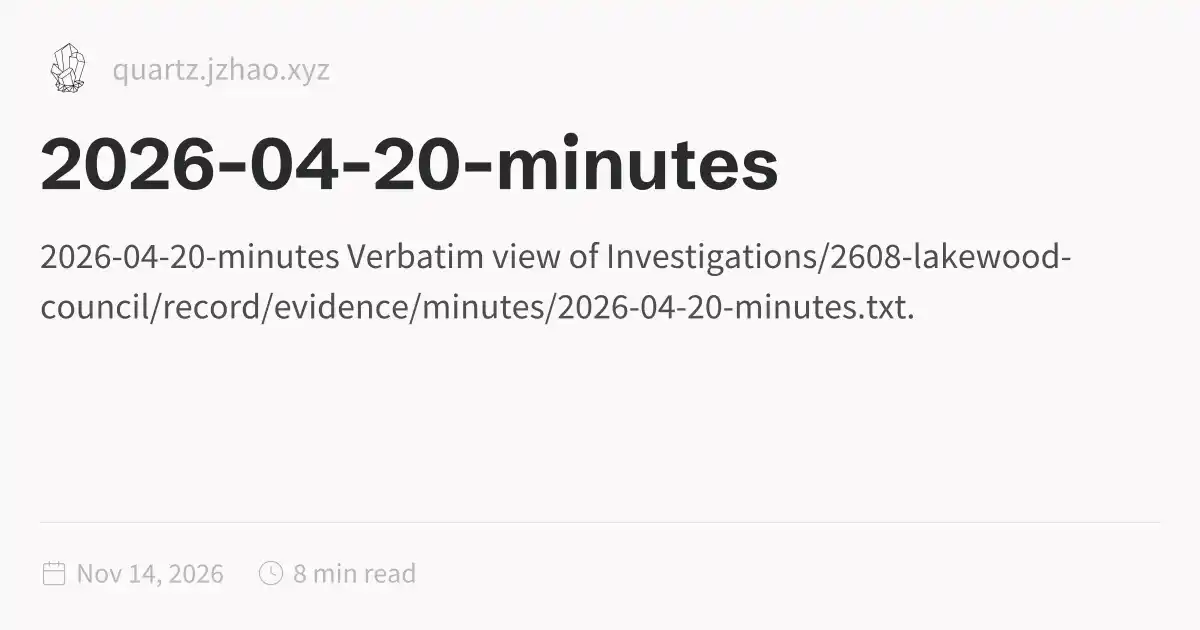 quartz.jzhao.xyz
2026-04-20-minutes
2026-04-20-minutes Verbatim view of Investigations/2608-lakewood-
council/record/evidence/minutes/2026-04-20-minutes.txt.
Nov 14, 2026 8 min read